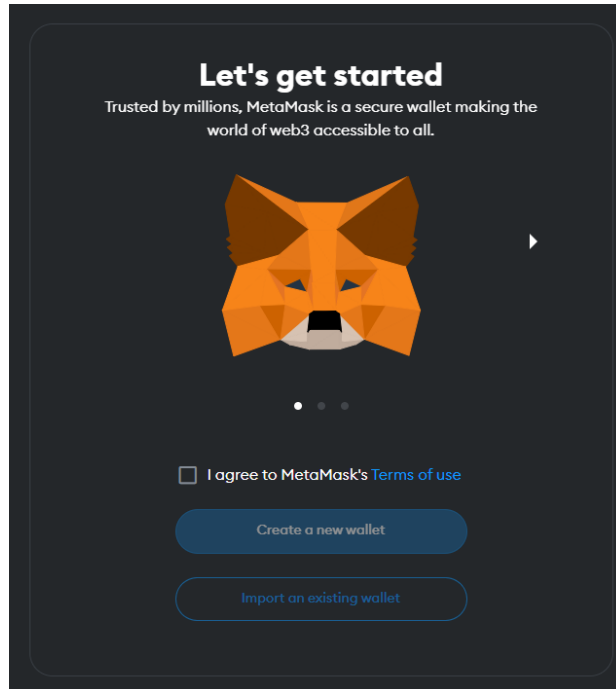 Let's get started
Trusted by millions, MetaMask is a secure wallet making the
world of web3 accessible to all.
I agree to MetaMask's Terms of use
Create a new wallet
Import an existing wallet